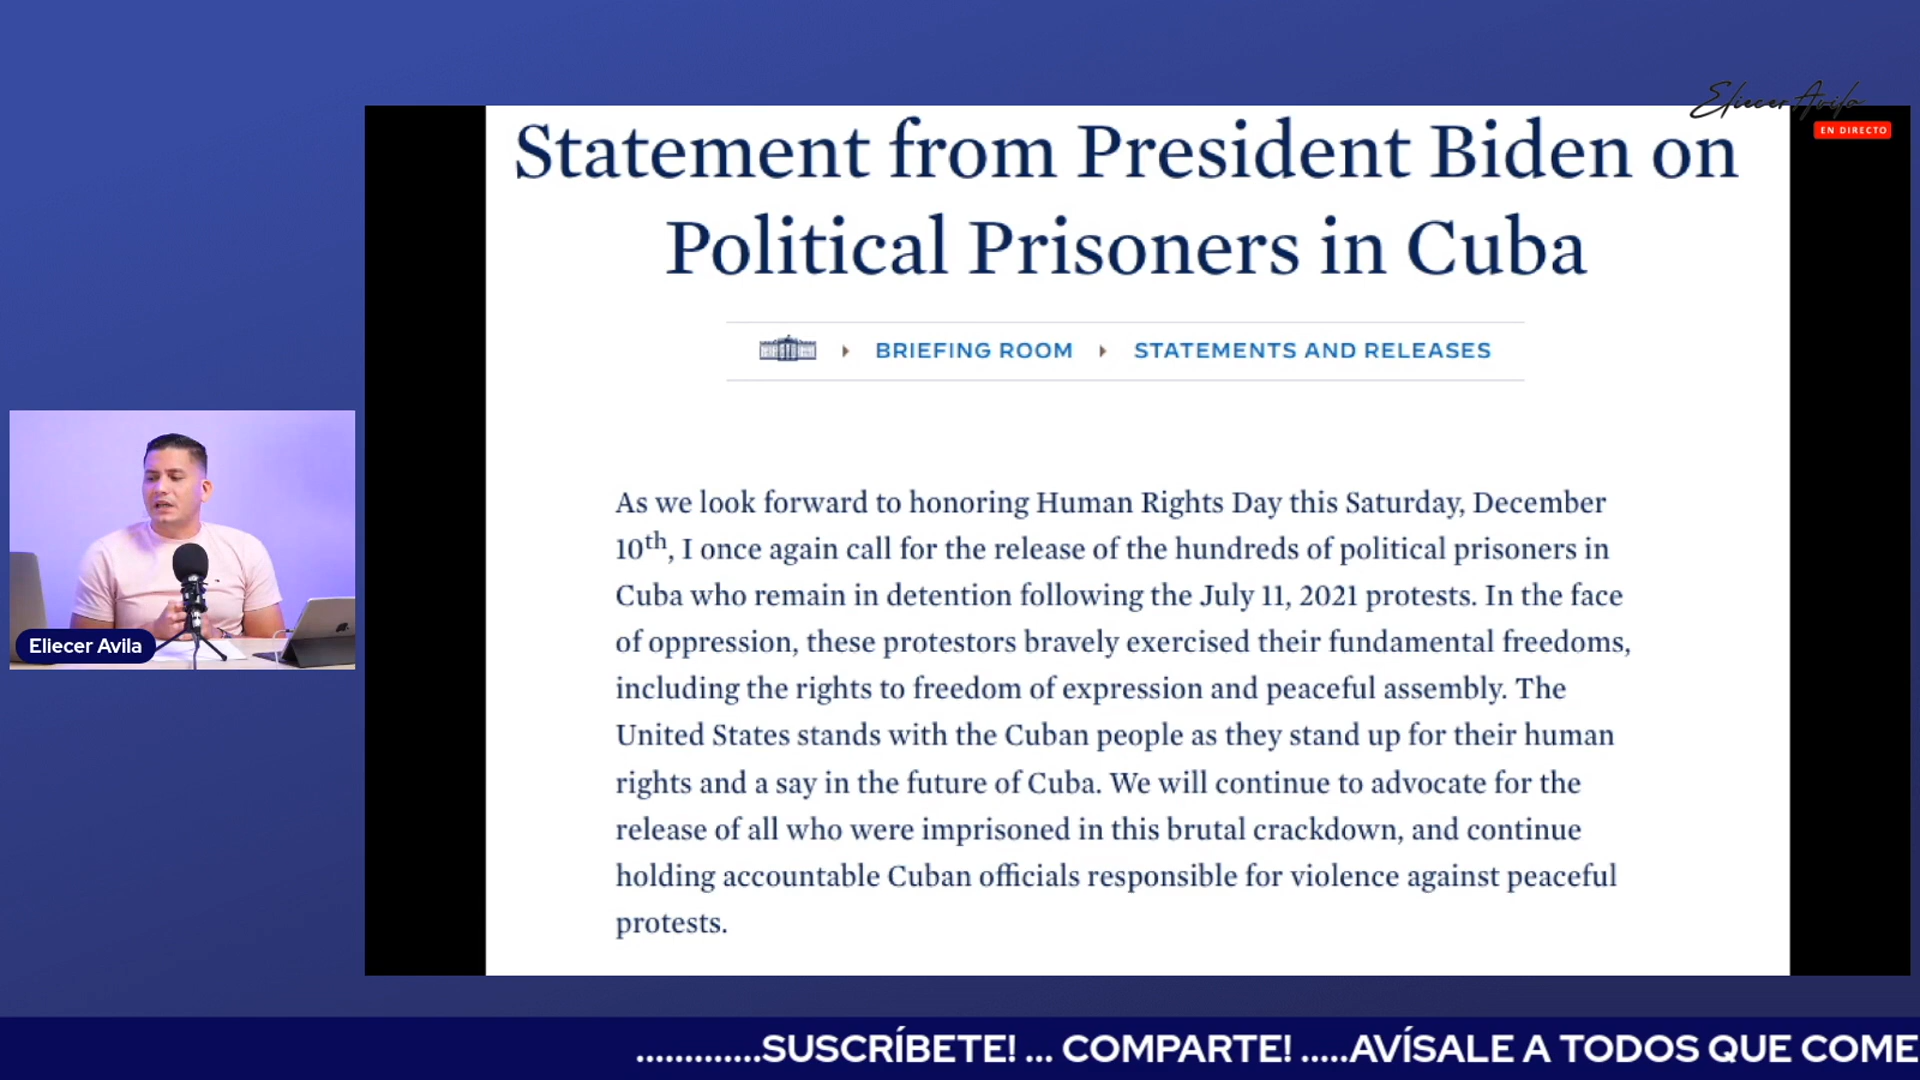 Eliecer Avila
EN DIRECTO
Statement from President Biden on
Political Prisoners in Cuba
BRIEFING ROOM STATEMENTS AND RELEASES
As we look forward to honoring Human Rights Day this Saturday, December
10th, I once again call for the release of the hundreds of political prisoners in
Cuba who remain in detention following the July 11, 2021 protests. In the face
of oppression, these protestors bravely exercised their fundamental freedoms,
including the rights to freedom of expression and peaceful assembly. The
United States stands with the Cuban people as they stand up for their human
rights and a say in the future of Cuba. We will continue to advocate for the
release of all who were imprisoned in this brutal crackdown, and continue
holding accountable Cuban officials responsible for violence against peaceful
protests.
Eliecer Avila
.............SUSCRÍBETE! ... COMPARTE! .....AVÍSALE A TODOS QUE COME